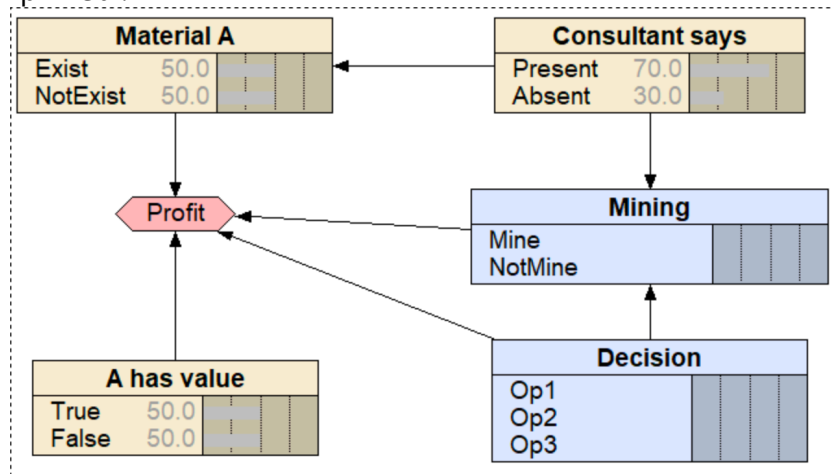 Material A
Exist 50.0
NotExist 50.0
Consultant says
Present 70.0
Absent 30.0
Profit
Mining
Mine
NotMine
A has value
True 50.0
False 50.0
Decision
Op1
Op2
Op3